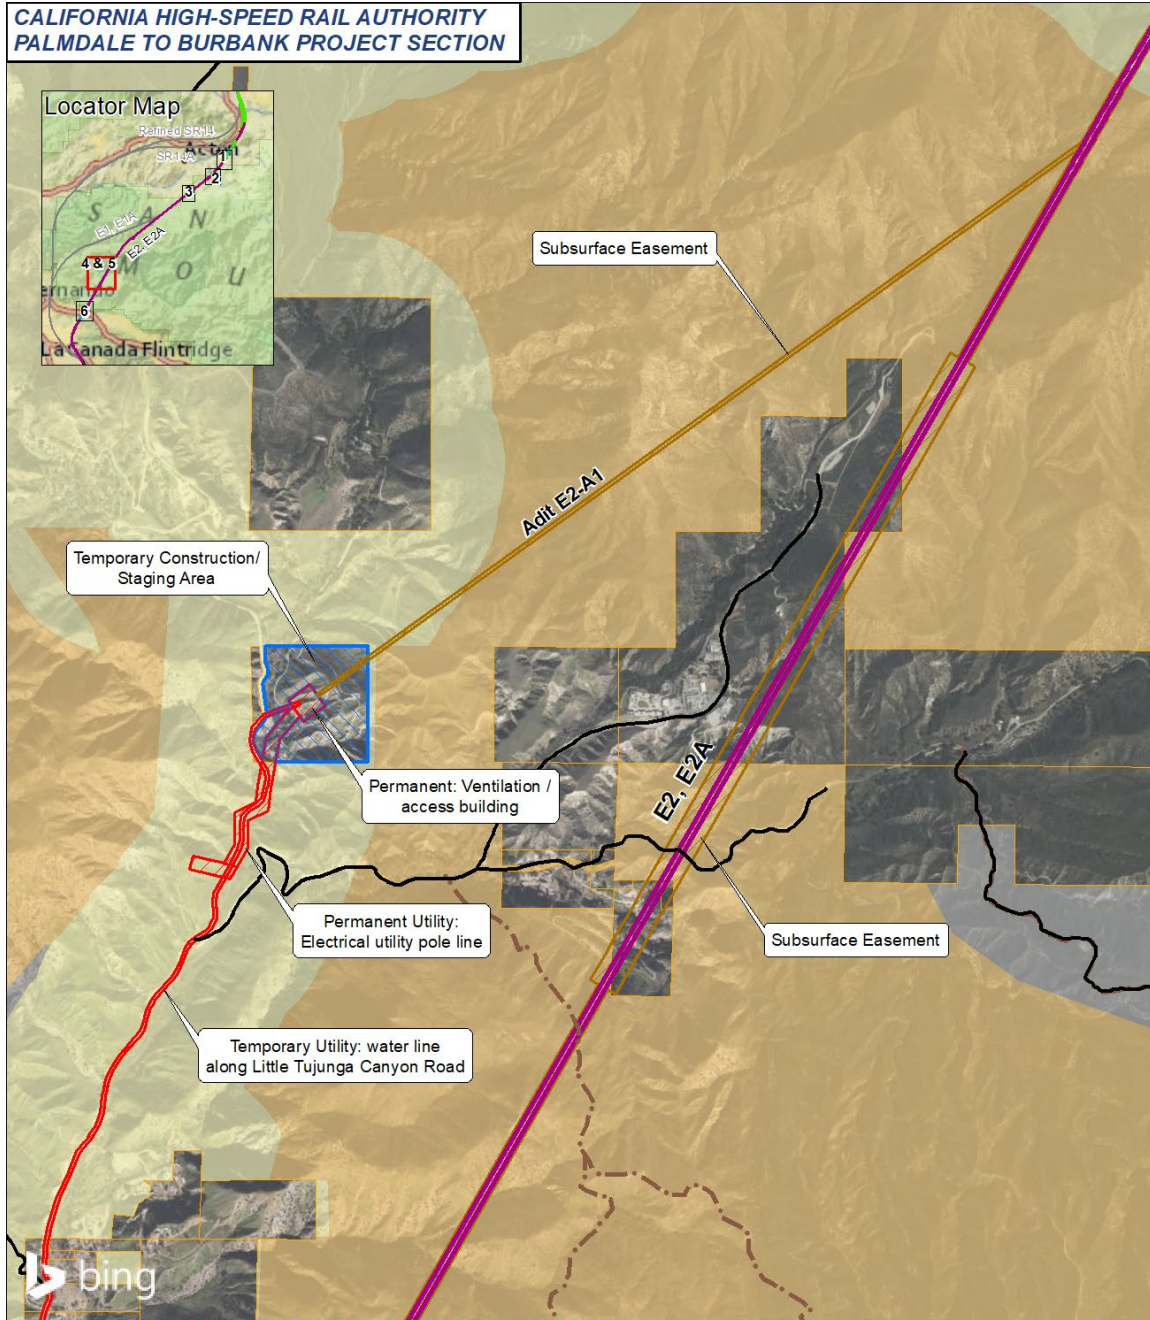 CALIFORNIA HIGH-SPEED RAIL AUTHORITY
PALMDALE TO BURBANK PROJECT SECTION
Locator Map
Refined SR14
SR14A
Acton
1
2
3
S A N
E1, E1A
E2, E2A
4 & 5
M O U
ernando
6
La Canada Flintridge
Subsurface Easement
Adit E2-A1
Temporary Construction/
Staging Area
Permanent: Ventilation /
access building
E2, E2A
Permanent Utility:
Electrical utility pole line
Subsurface Easement
Temporary Utility: water line
along Little Tujunga Canyon Road
bing